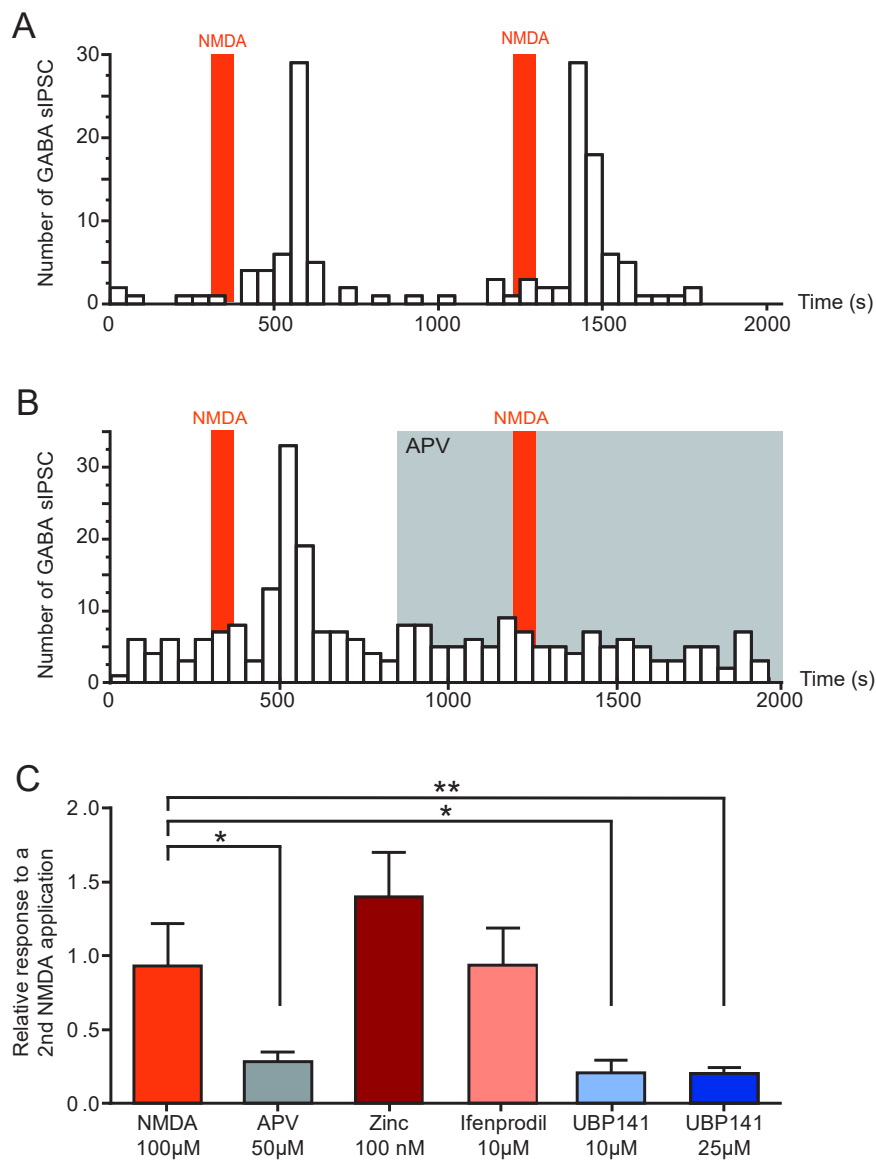 A
NMDA
NMDA
Number of GABA sIPSC
30
20
10
0
0
500
1000
1500
2000
Time (s)
B
NMDA
NMDA
APV
Number of GABA sIPSC
30
20
10
0
0
500
1000
1500
2000
Time (s)
C
**
*
*
Relative response to a
2nd NMDA application
2.0
1.5
1.0
0.5
0.0
NMDA
100µM
APV
50µM
Zinc
100 nM
Ifenprodil
10µM
UBP141
10µM
UBP141
25µM